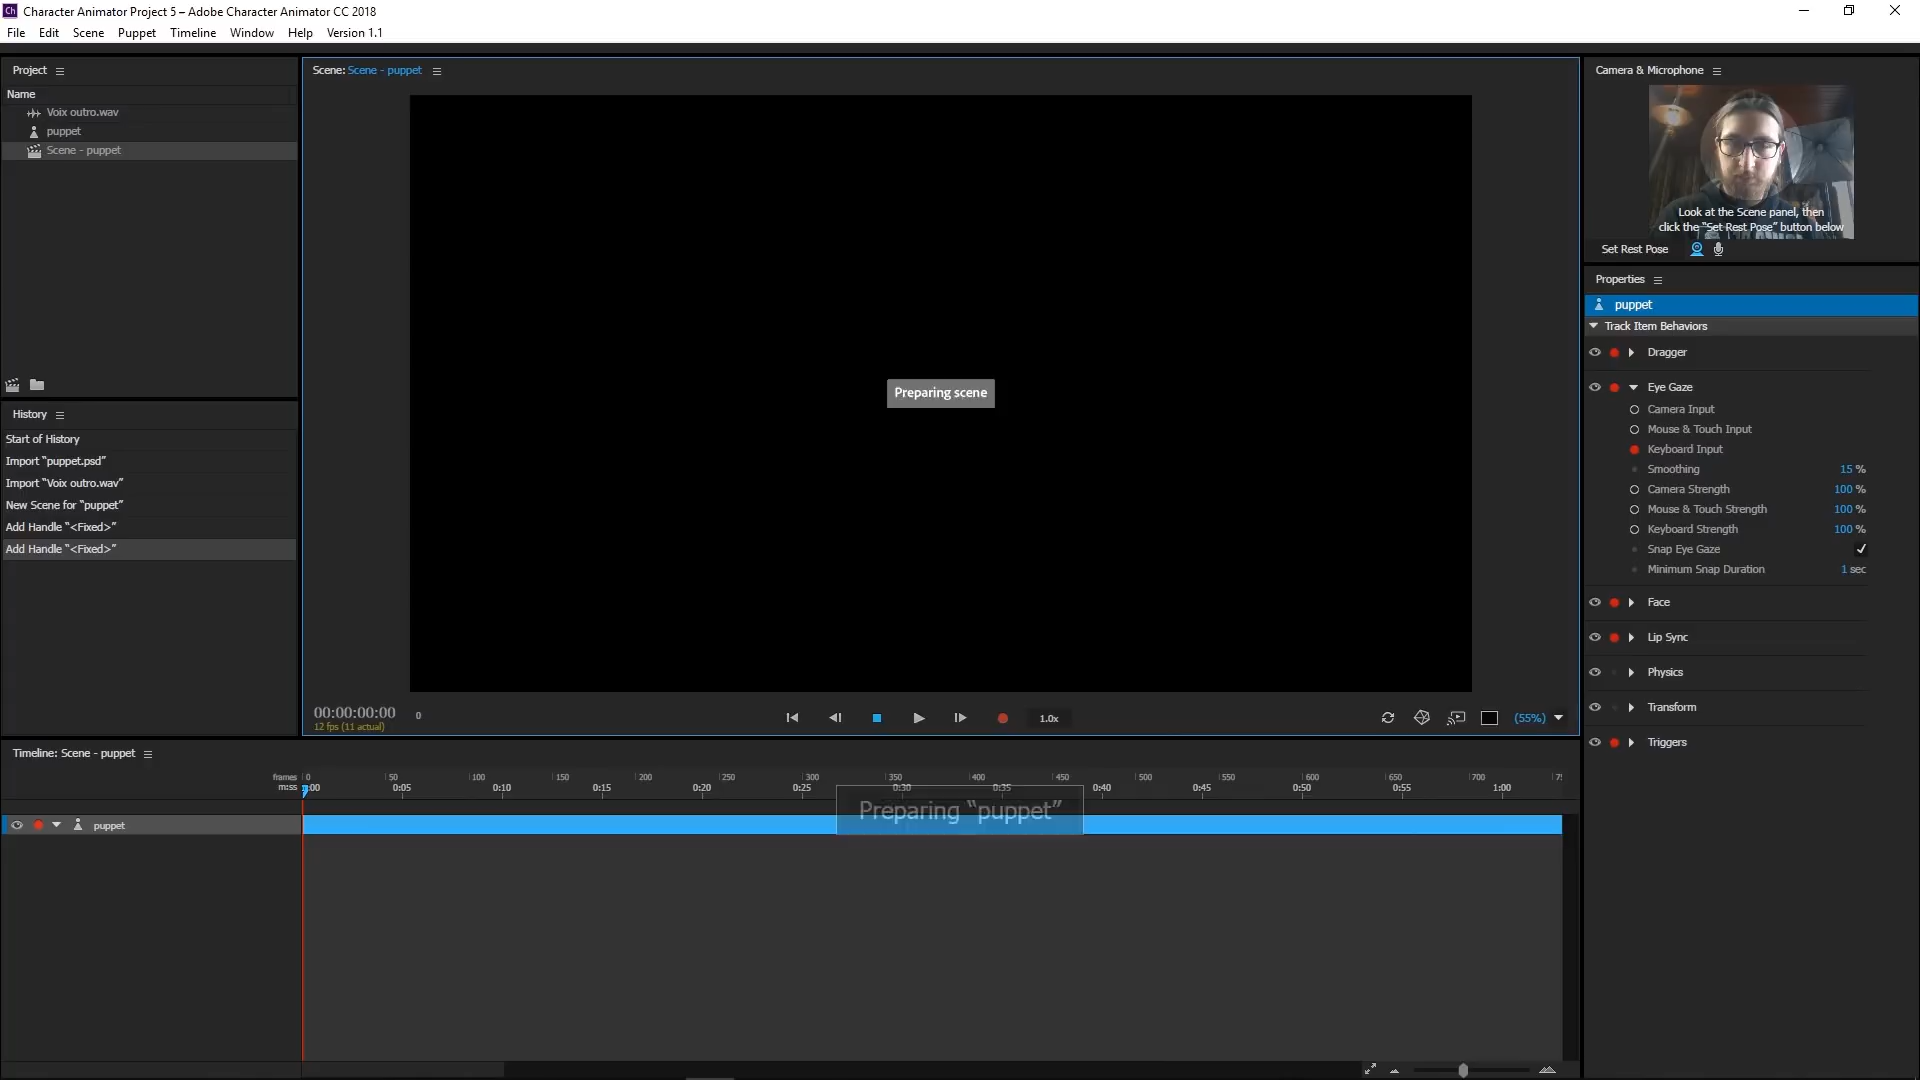 Character Animator Project 5 – Adobe Character Animator CC 2018
File Edit Scene Puppet Timeline Window Help Version 1.1
Project
Name
Voix outro.wav
puppet
Scene - puppet
History
Start of History
Import “puppet.psd”
Import “Voix outro.wav”
New Scene for “puppet”
Add Handle “<Fixed>”
Add Handle “<Fixed>”
Scene: Scene - puppet
Preparing scene
00:00:00:00 0
12 fps (11 actual)
1.0x
(55%)
Camera & Microphone
Look at the Scene panel, then
click the “Set Rest Pose” button below
Set Rest Pose
Properties
puppet
Track Item Behaviors
Dragger
Eye Gaze
Camera Input
Mouse & Touch Input
Keyboard Input
Smoothing 15 %
Camera Strength 100 %
Mouse & Touch Strength 100 %
Keyboard Strength 100 %
Snap Eye Gaze
Minimum Snap Duration 1 sec
Face
Lip Sync
Physics
Transform
Triggers
Timeline: Scene - puppet
frames 0 50 100 150 200 250 300 350 400 450 500 550 600 650 700
m:ss 0:05 0:10 0:15 0:20 0:25 0:30 0:35 0:40 0:45 0:50 0:55 1:00
Preparing “puppet”
puppet